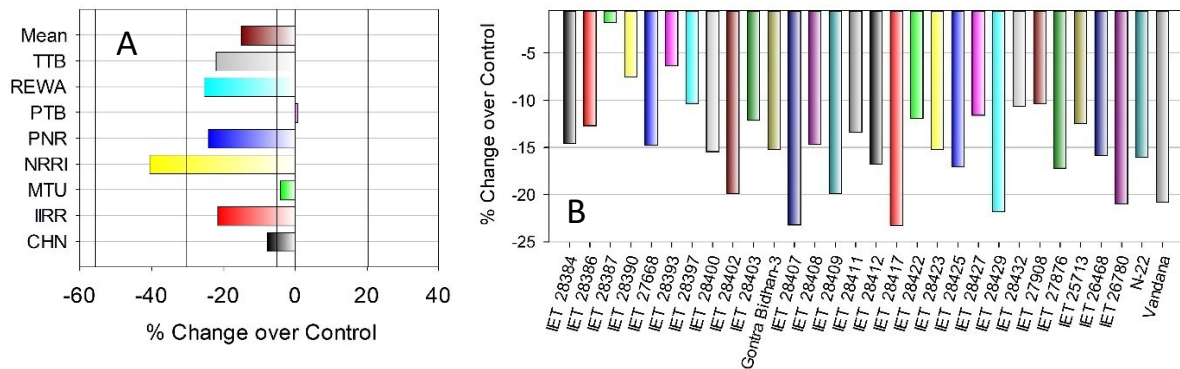 A
Mean
TTB
REWA
PTB
PNR
NRRI
MTU
IIRR
CHN
-60 -40 -20 0 20 40
% Change over Control
B
% Change over Control
-5
-10
-15
-20
-25
IET 28384
IET 28386
IET 28387
IET 28390
IET 27668
IET 28393
IET 28397
IET 28400
IET 28402
IET 28403
Gontra Bidhan-3
IET 28407
IET 28408
IET 28409
IET 28411
IET 28412
IET 28417
IET 28422
IET 28423
IET 28425
IET 28427
IET 28429
IET 28432
IET 27908
IET 27876
IET 25713
IET 26468
IET 26780
N-22
Vandana